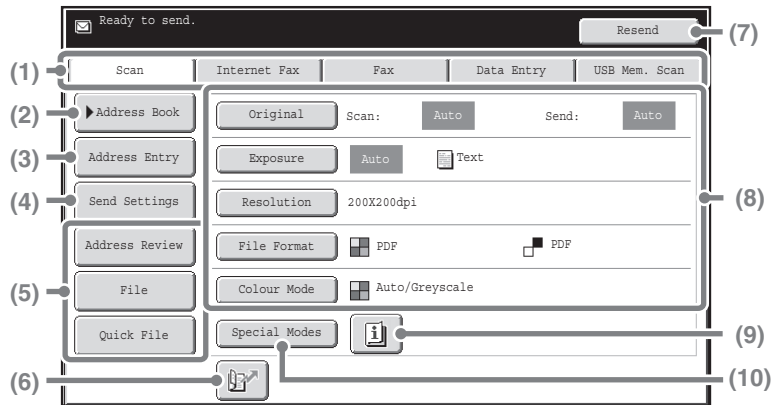 Ready to send.
Resend (7)
(1) Scan Internet Fax Fax Data Entry USB Mem. Scan
(2) Address Book Original Scan: Auto Send: Auto
(3) Address Entry Exposure Auto Text
(4) Send Settings Resolution 200X200dpi (8)
Address Review File Format PDF PDF
(5) File Colour Mode Auto/Greyscale
Quick File Special Modes i (9)
(6) (10)